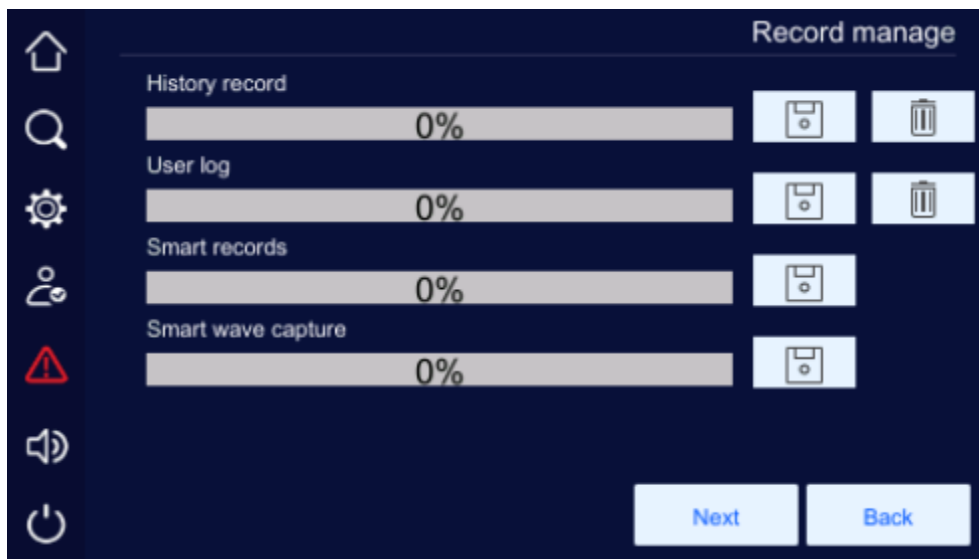 Record manage
History record
0%
User log
0%
Smart records
0%
Smart wave capture
0%
Next
Back